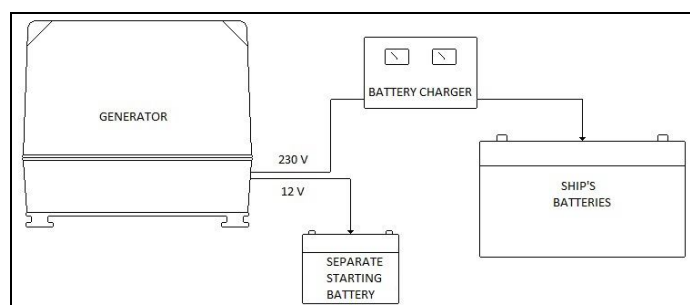 GENERATOR
BATTERY CHARGER
230 V
12 V
SHIP'S
BATTERIES
SEPARATE
STARTING
BATTERY